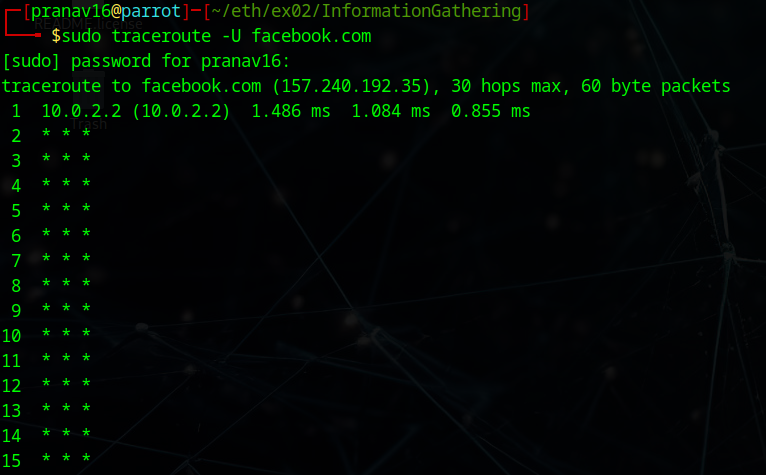 ┌─[pranav16@parrot]─[~/eth/ex02/InformationGathering]
README.license
└──╼ $sudo traceroute -U facebook.com
[sudo] password for pranav16:
traceroute to facebook.com (157.240.192.35), 30 hops max, 60 byte packets
 1  10.0.2.2 (10.0.2.2)  1.486 ms  1.084 ms  0.855 ms
Trash
 2  * * *
 3  * * *
 4  * * *
 5  * * *
 6  * * *
 7  * * *
 8  * * *
 9  * * *
10  * * *
11  * * *
12  * * *
13  * * *
14  * * *
15  * * *